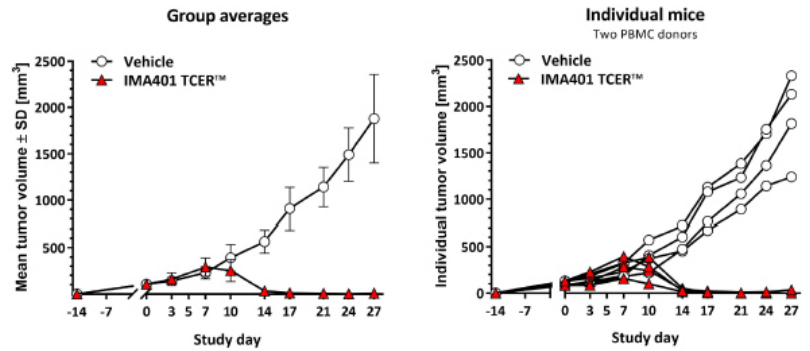 Group averages
Vehicle
IMA401 TCER™
Mean tumor volume ± SD [mm³]
2500
2000
1500
1000
500
0
-14 -7 0 3 5 7 10 14 17 21 24 27
Study day
Individual mice
Two PBMC donors
Vehicle
IMA401 TCER™
Individual tumor volume [mm³]
2500
2000
1500
1000
500
0
-14 -7 0 3 5 7 10 14 17 21 24 27
Study day